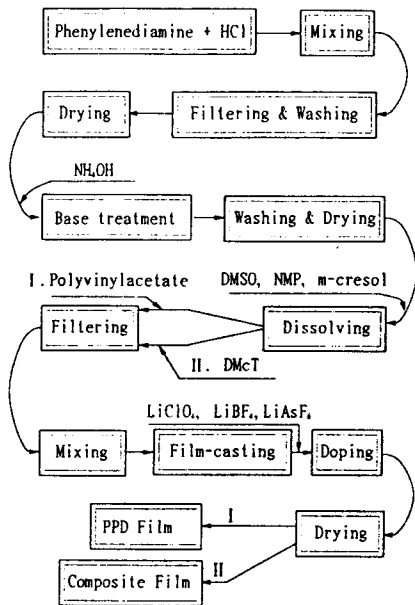 Phenylenediamine + HCl
Mixing
Drying
Filtering & Washing
NH₄OH
Base treatment
Washing & Drying
I. Polyvinylacetate
DMSO, NMP, m-cresol
Filtering
Dissolving
II. DMcT
LiClO₄, LiBF₄, LiAsF₆
Mixing
Film-casting
Doping
PPD Film
I
Drying
II
Composite Film